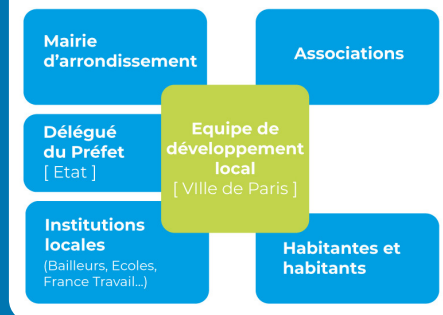 Mairie
d'arrondissement
Associations
Délégué
du Préfet
[ Etat ]
Equipe de
développement
local
[ VIlle de Paris ]
Institutions
locales
(Bailleurs, Ecoles,
France Travail...)
Habitantes et
habitants